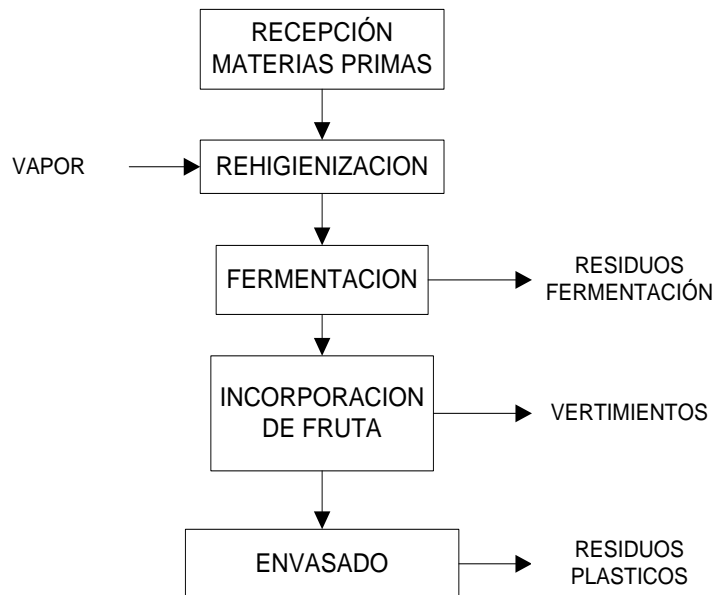 RECEPCIÓN
MATERIAS PRIMAS
VAPOR
REHIGIENIZACION
FERMENTACION
RESIDUOS
FERMENTACIÓN
INCORPORACION
DE FRUTA
VERTIMIENTOS
ENVASADO
RESIDUOS
PLASTICOS